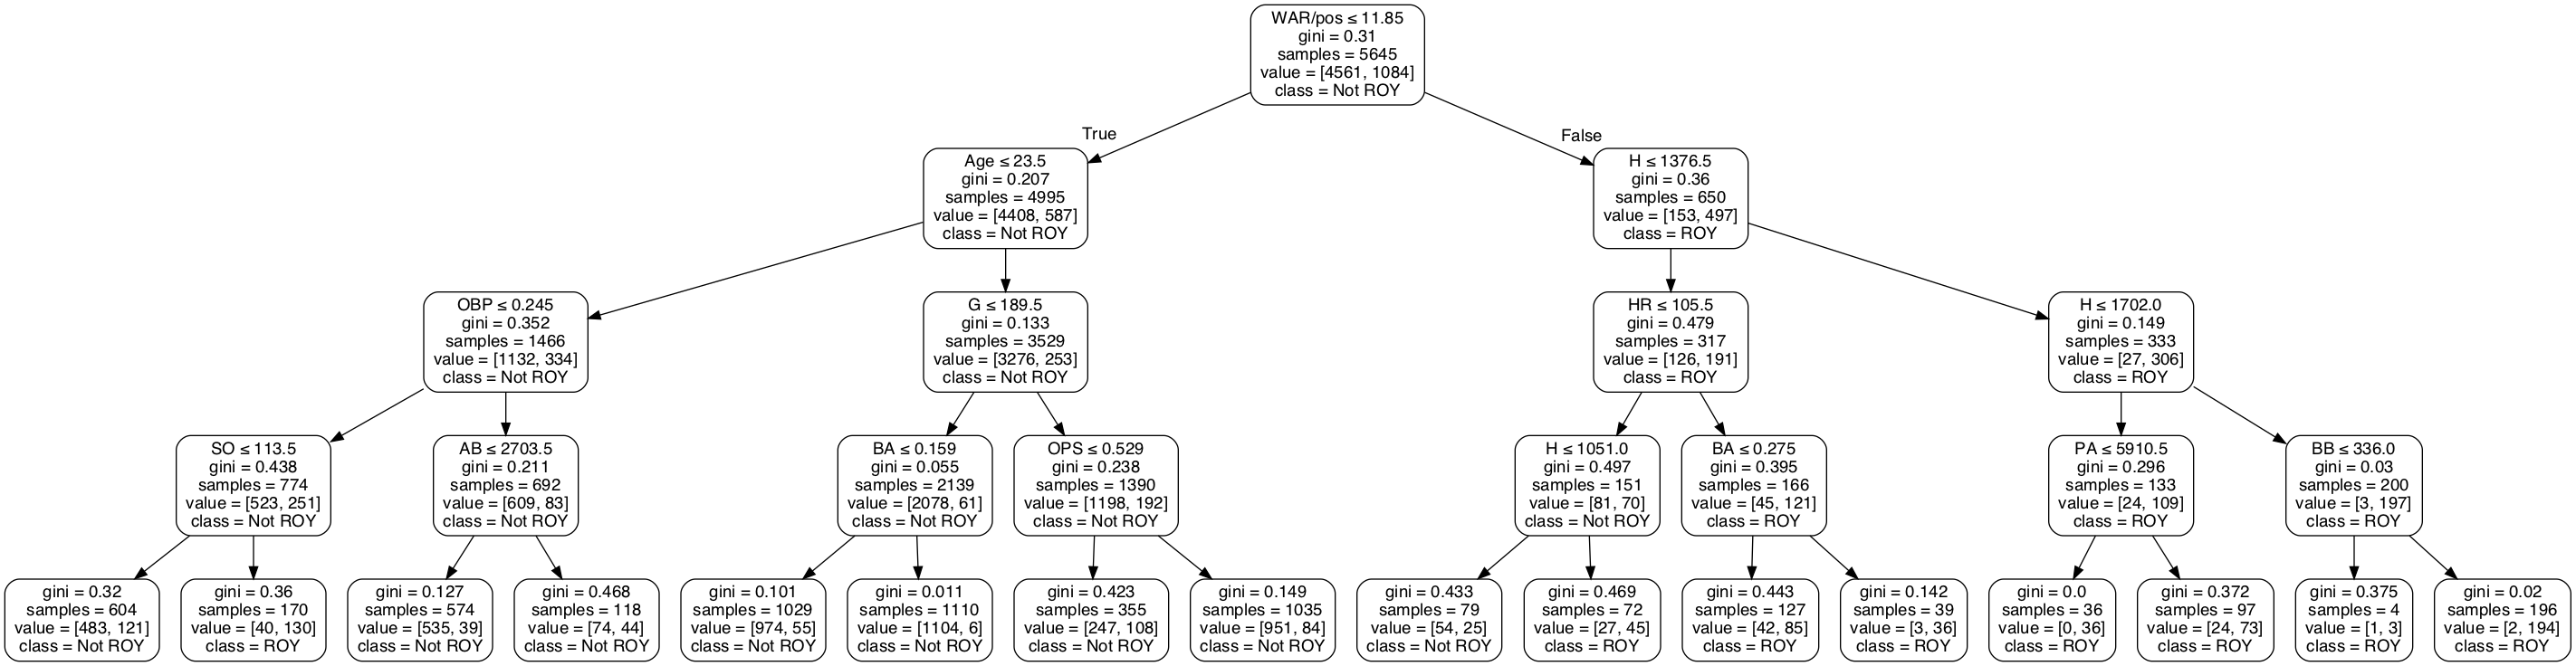 WAR/pos ≤ 11.85
gini = 0.31
samples = 5645
value = [4561, 1084]
class = Not ROY
True
False
Age ≤ 23.5
gini = 0.207
samples = 4995
value = [4408, 587]
class = Not ROY
H ≤ 1376.5
gini = 0.36
samples = 650
value = [153, 497]
class = ROY
OBP ≤ 0.245
gini = 0.352
samples = 1466
value = [1132, 334]
class = Not ROY
G ≤ 189.5
gini = 0.133
samples = 3529
value = [3276, 253]
class = Not ROY
HR ≤ 105.5
gini = 0.479
samples = 317
value = [126, 191]
class = ROY
H ≤ 1702.0
gini = 0.149
samples = 333
value = [27, 306]
class = ROY
SO ≤ 113.5
gini = 0.438
samples = 774
value = [523, 251]
class = Not ROY
AB ≤ 2703.5
gini = 0.211
samples = 692
value = [609, 83]
class = Not ROY
BA ≤ 0.159
gini = 0.055
samples = 2139
value = [2078, 61]
class = Not ROY
OPS ≤ 0.529
gini = 0.238
samples = 1390
value = [1198, 192]
class = Not ROY
H ≤ 1051.0
gini = 0.497
samples = 151
value = [81, 70]
class = Not ROY
BA ≤ 0.275
gini = 0.395
samples = 166
value = [45, 121]
class = ROY
PA ≤ 5910.5
gini = 0.296
samples = 133
value = [24, 109]
class = ROY
BB ≤ 336.0
gini = 0.03
samples = 200
value = [3, 197]
class = ROY
gini = 0.32
samples = 604
value = [483, 121]
class = Not ROY
gini = 0.36
samples = 170
value = [40, 130]
class = ROY
gini = 0.127
samples = 574
value = [535, 39]
class = Not ROY
gini = 0.468
samples = 118
value = [74, 44]
class = Not ROY
gini = 0.101
samples = 1029
value = [974, 55]
class = Not ROY
gini = 0.011
samples = 1110
value = [1104, 6]
class = Not ROY
gini = 0.423
samples = 355
value = [247, 108]
class = Not ROY
gini = 0.149
samples = 1035
value = [951, 84]
class = Not ROY
gini = 0.433
samples = 79
value = [54, 25]
class = Not ROY
gini = 0.469
samples = 72
value = [27, 45]
class = ROY
gini = 0.443
samples = 127
value = [42, 85]
class = ROY
gini = 0.142
samples = 39
value = [3, 36]
class = ROY
gini = 0.0
samples = 36
value = [0, 36]
class = ROY
gini = 0.372
samples = 97
value = [24, 73]
class = ROY
gini = 0.375
samples = 4
value = [1, 3]
class = ROY
gini = 0.02
samples = 196
value = [2, 194]
class = ROY